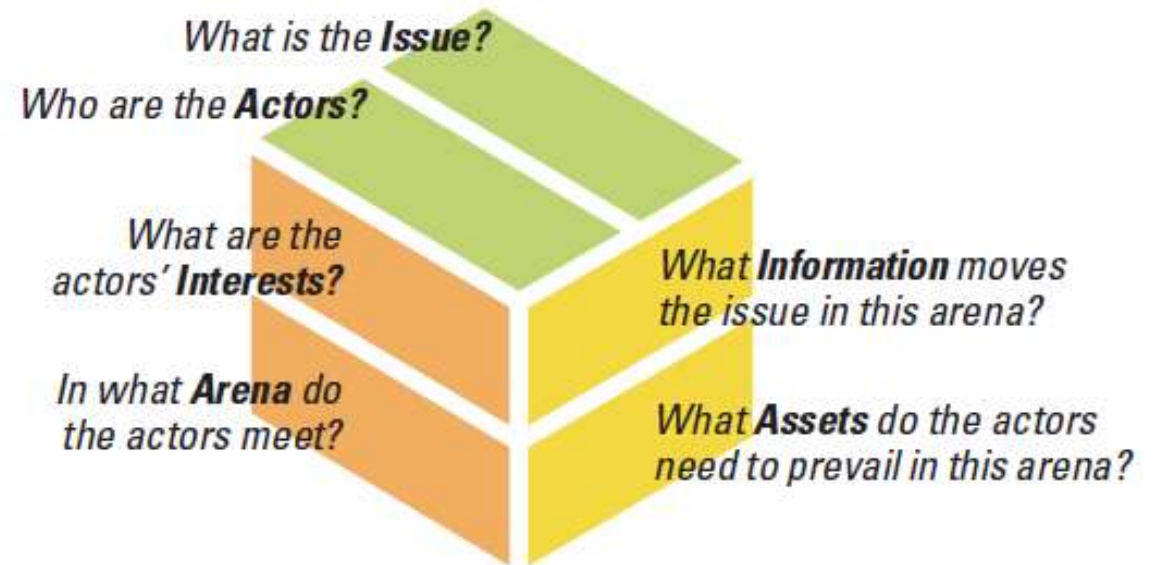 What is the Issue?
Who are the Actors?
What are the
actors' Interests?
In what Arena do
the actors meet?
What Information moves
the issue in this arena?
What Assets do the actors
need to prevail in this arena?